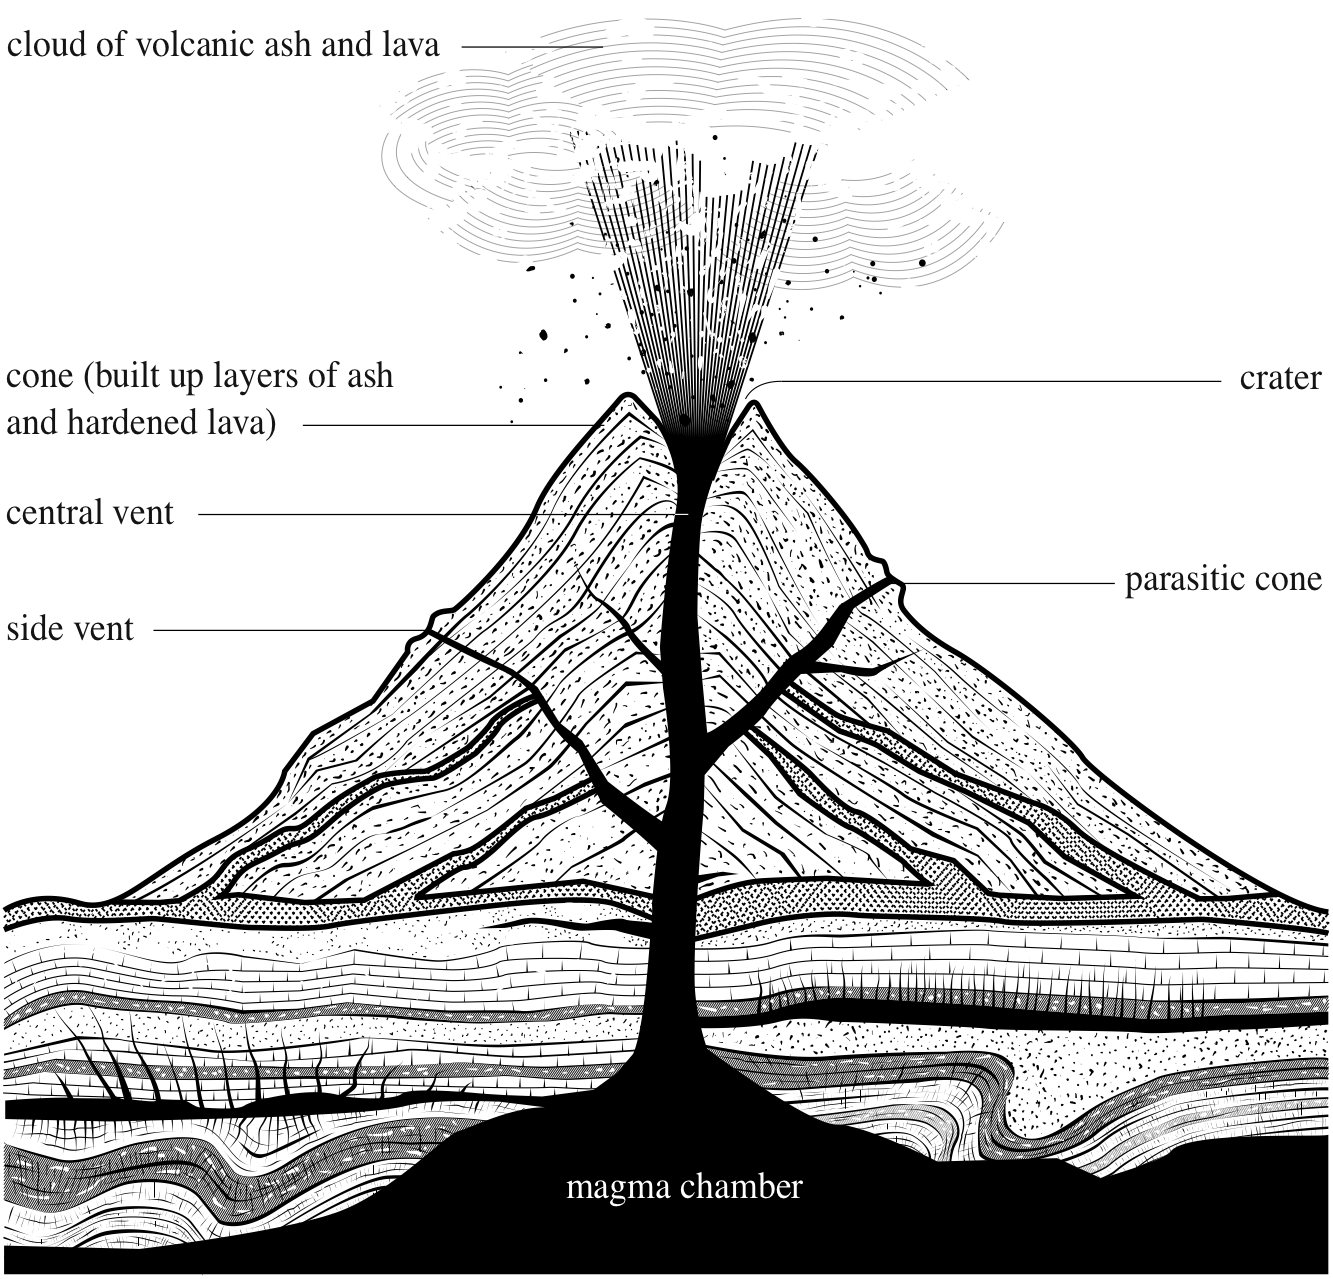 cloud of volcanic ash and lava
cone (built up layers of ash
and hardened lava)
crater
central vent
parasitic cone
side vent
magma chamber